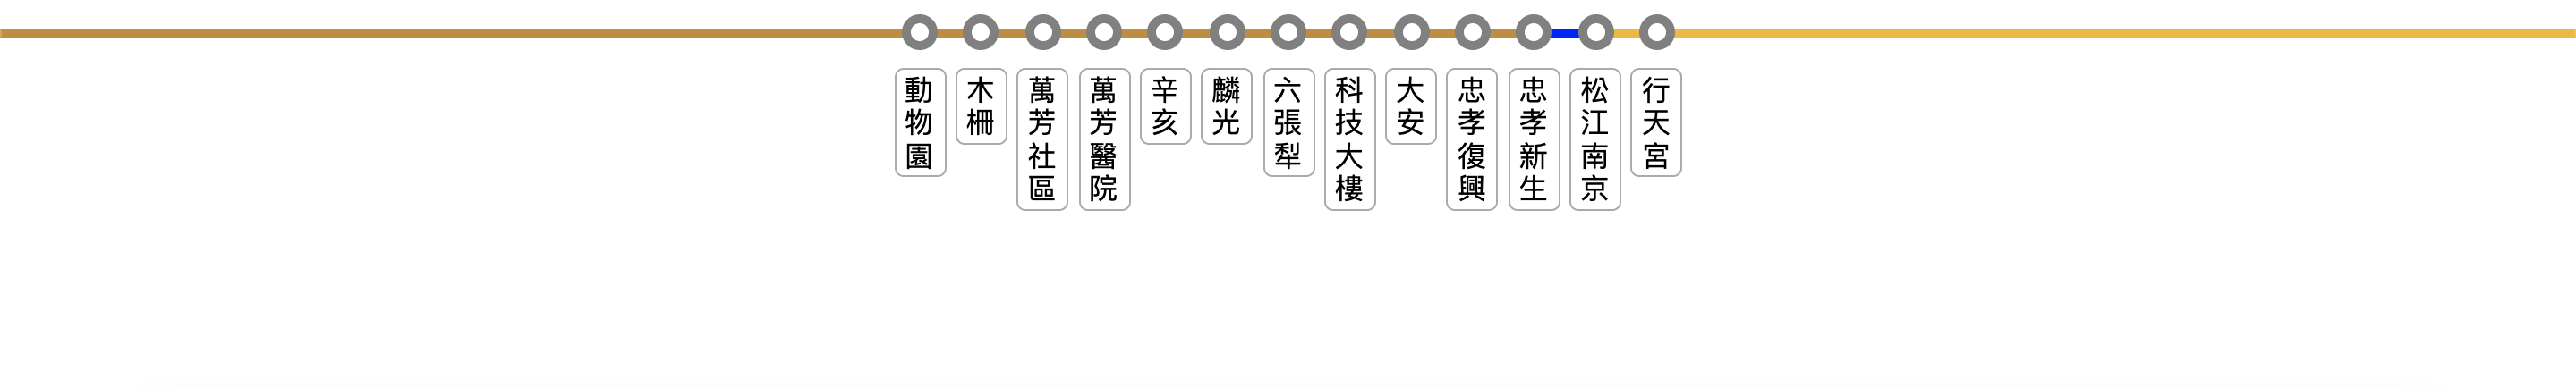 動物園
木柵
萬芳社區
萬芳醫院
辛亥
麟光
六張犁
科技大樓
大安
忠孝復興
忠孝新生
松江南京
行天宮